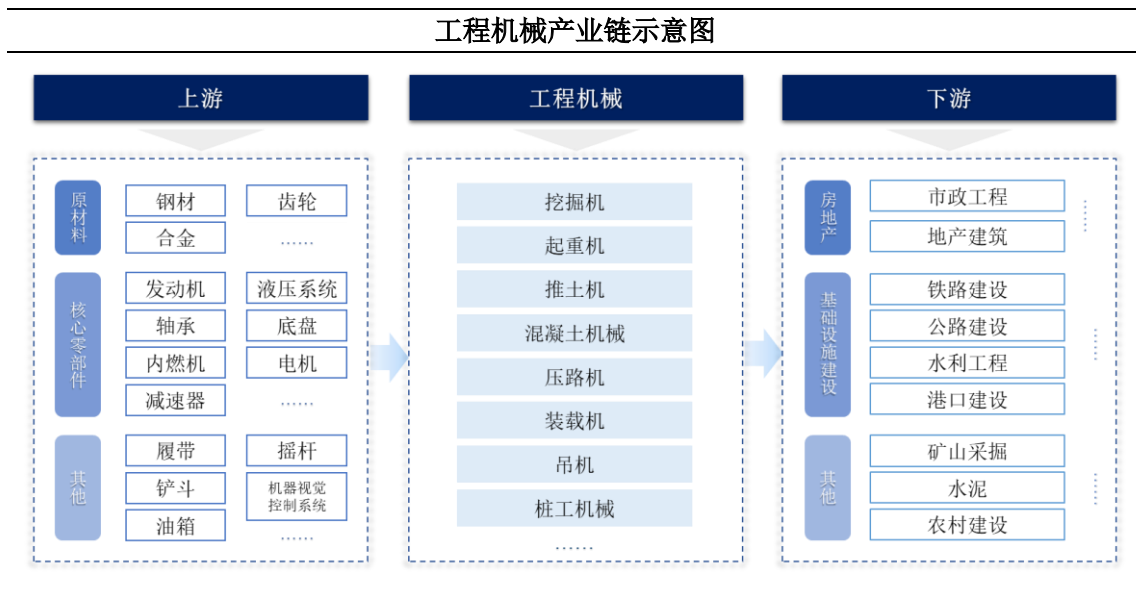 工程机械产业链示意图
上游
原材料
钢材
齿轮
合金
……
核心零部件
发动机
液压系统
轴承
底盘
内燃机
电机
减速器
……
其他
履带
摇杆
铲斗
机器视觉
控制系统
油箱
……
工程机械
挖掘机
起重机
推土机
混凝土机械
压路机
装载机
吊机
桩工机械
……
下游
房地产
市政工程
地产建筑
……
基础设施建设
铁路建设
公路建设
水利工程
港口建设
……
其他
矿山采掘
水泥
农村建设
……